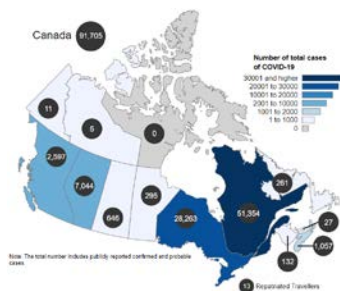 Canada
91,705
Number of total cases
of COVID-19
30001 and higher
20001 to 30000
10001 to 20000
2001 to 10000
1001 to 2000
1 to 1000
0
11
5
0
2,597
7,044
646
295
28,263
51,354
261
27
1,057
132
Note: The total number includes publicly reported confirmed and probable
cases.
13 Repatriated Travellers